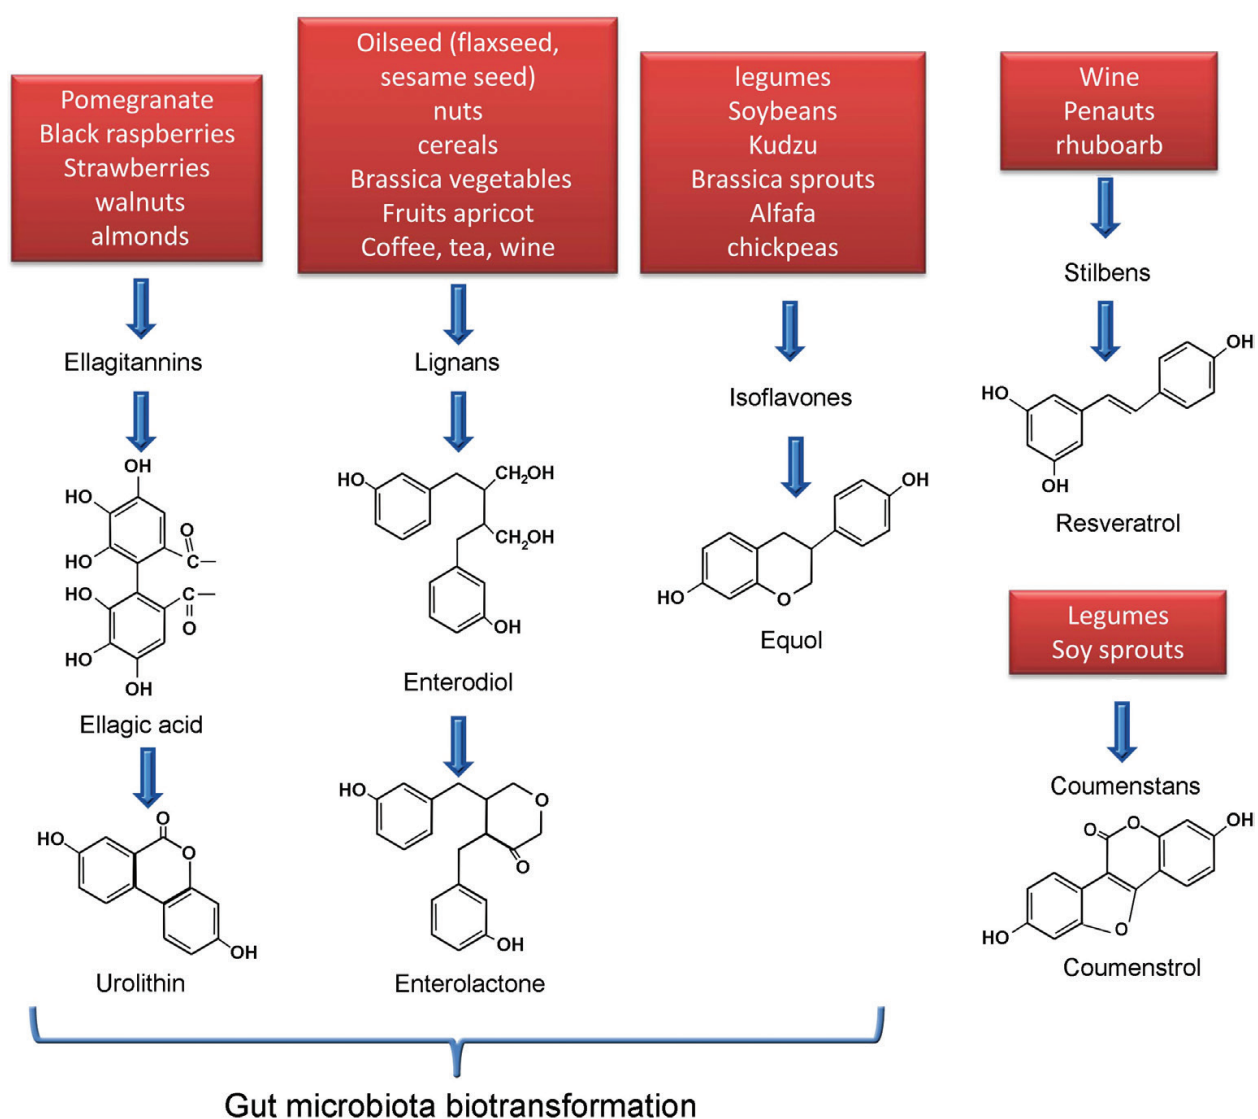 Pomegranate
Black raspberries
Strawberries
walnuts
almonds
Ellagitannins
OH
HO
HO
O
C
HO
C
O
HO
OH
Ellagic acid
O
HO
O
OH
Urolithin
Oilseed (flaxseed,
sesame seed)
nuts
cereals
Brassica vegetables
Fruits apricot
Coffee, tea, wine
Lignans
HO
CH₂OH
CH₂OH
OH
Enterodiol
HO
O
O
OH
Enterolactone
legumes
Soybeans
Kudzu
Brassica sprouts
Alfafa
chickpeas
Isoflavones
OH
HO
O
Equol
Wine
Penauts
rhuboarb
Stilbens
OH
HO
OH
Resveratrol
Legumes
Soy sprouts
Coumenstans
O
O
OH
HO
O
Coumenstrol
Gut microbiota biotransformation